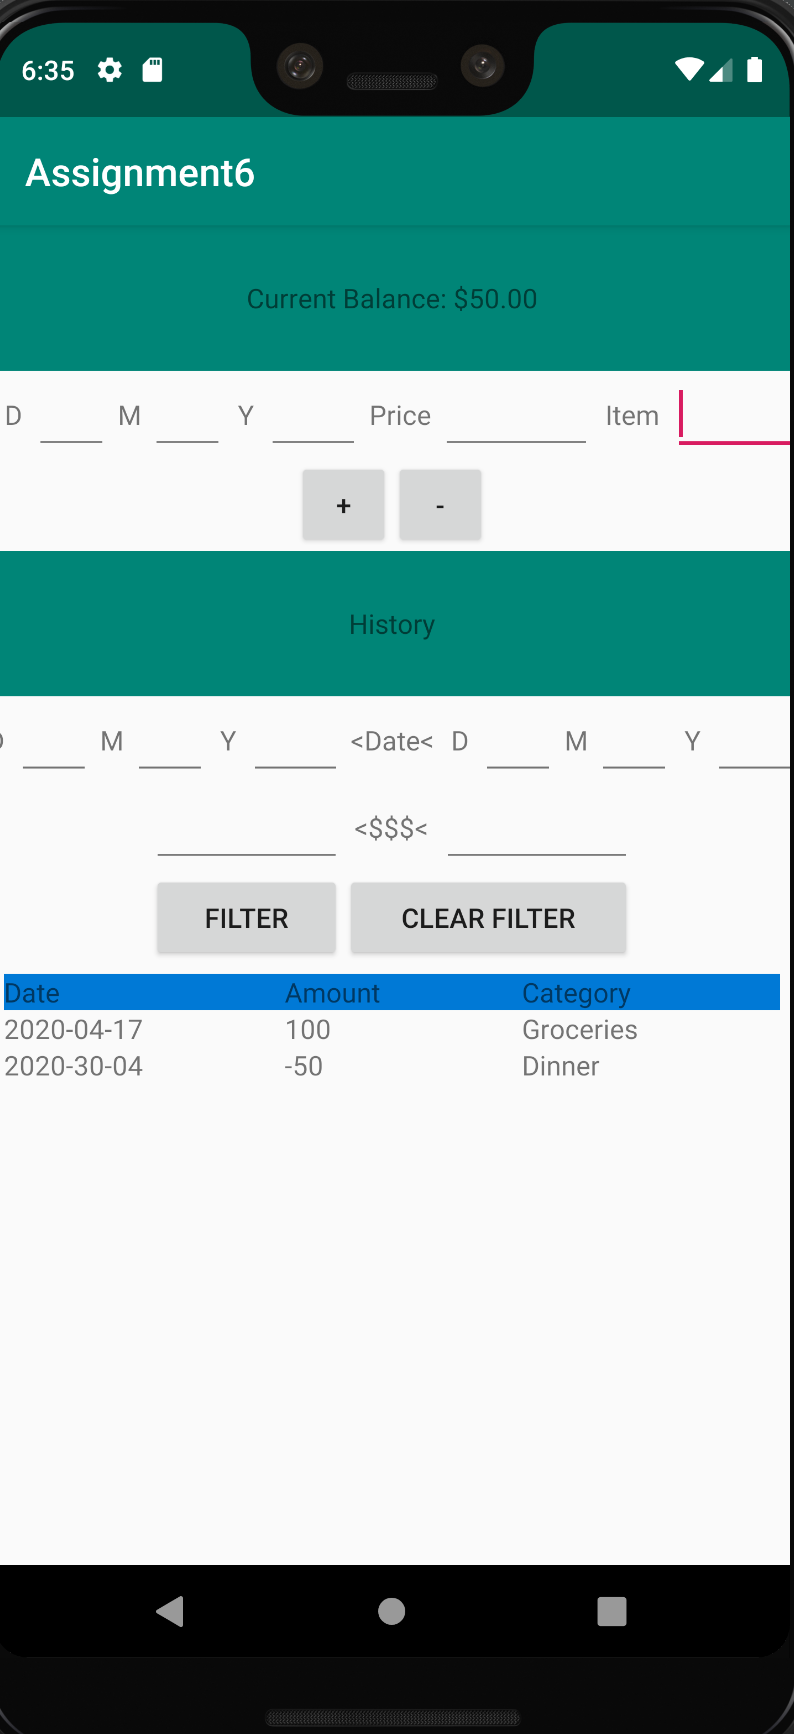 6:35
Assignment6
Current Balance: $50.00
D M Y Price Item
+ -
History
D M Y <Date< D M Y
<$$$<
FILTER CLEAR FILTER
Date Amount Category
2020-04-17 100 Groceries
2020-30-04 -50 Dinner